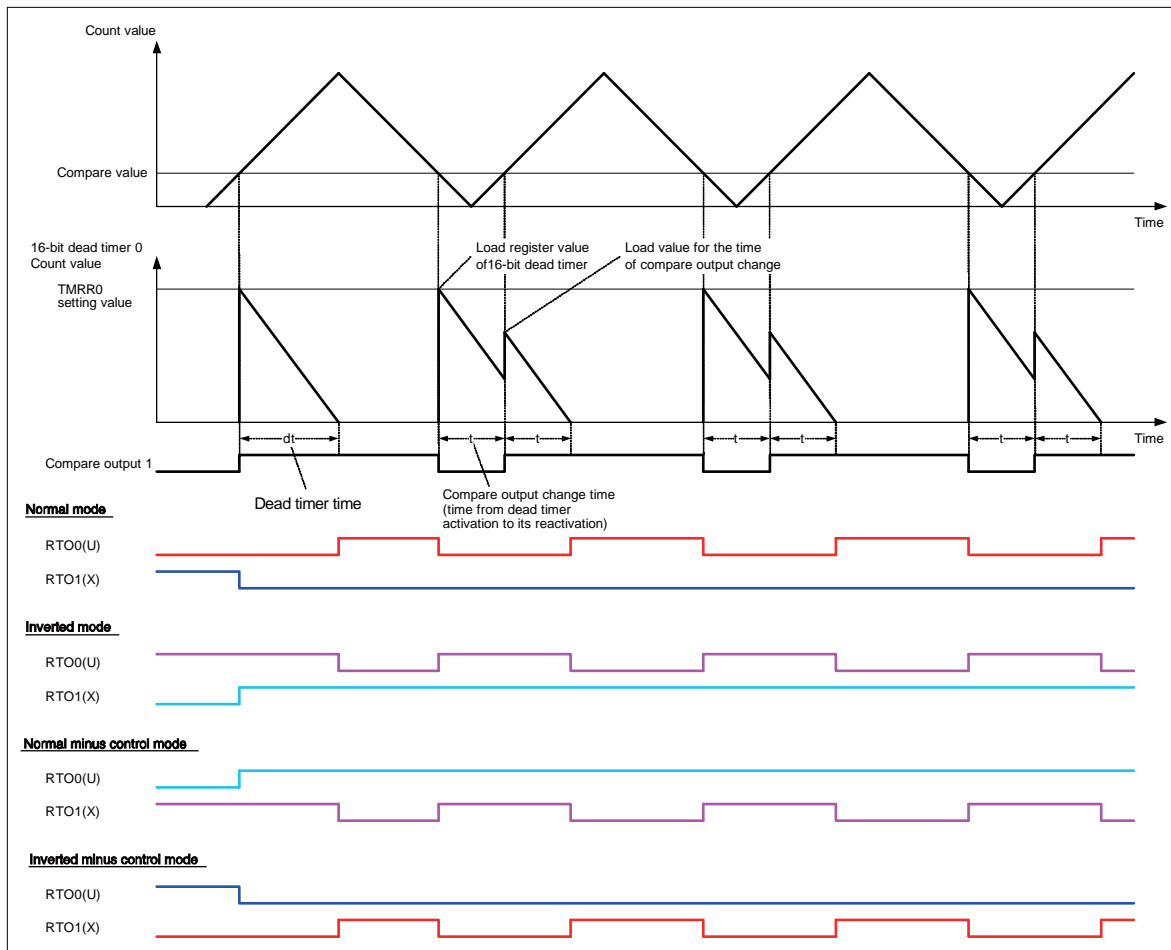 Count value
Compare value
Time
16-bit dead timer 0
Count value
Load register value
of16-bit dead timer
Load value for the time
of compare output change
TMRR0
setting value
dt
t
t
t
t
t
t
Time
Compare output 1
Dead timer time
Compare output change time
(time from dead timer
activation to its reactivation)
Normal mode
RTO0(U)
RTO1(X)
Inverted mode
RTO0(U)
RTO1(X)
Normal minus control mode
RTO0(U)
RTO1(X)
Inverted minus control mode
RTO0(U)
RTO1(X)